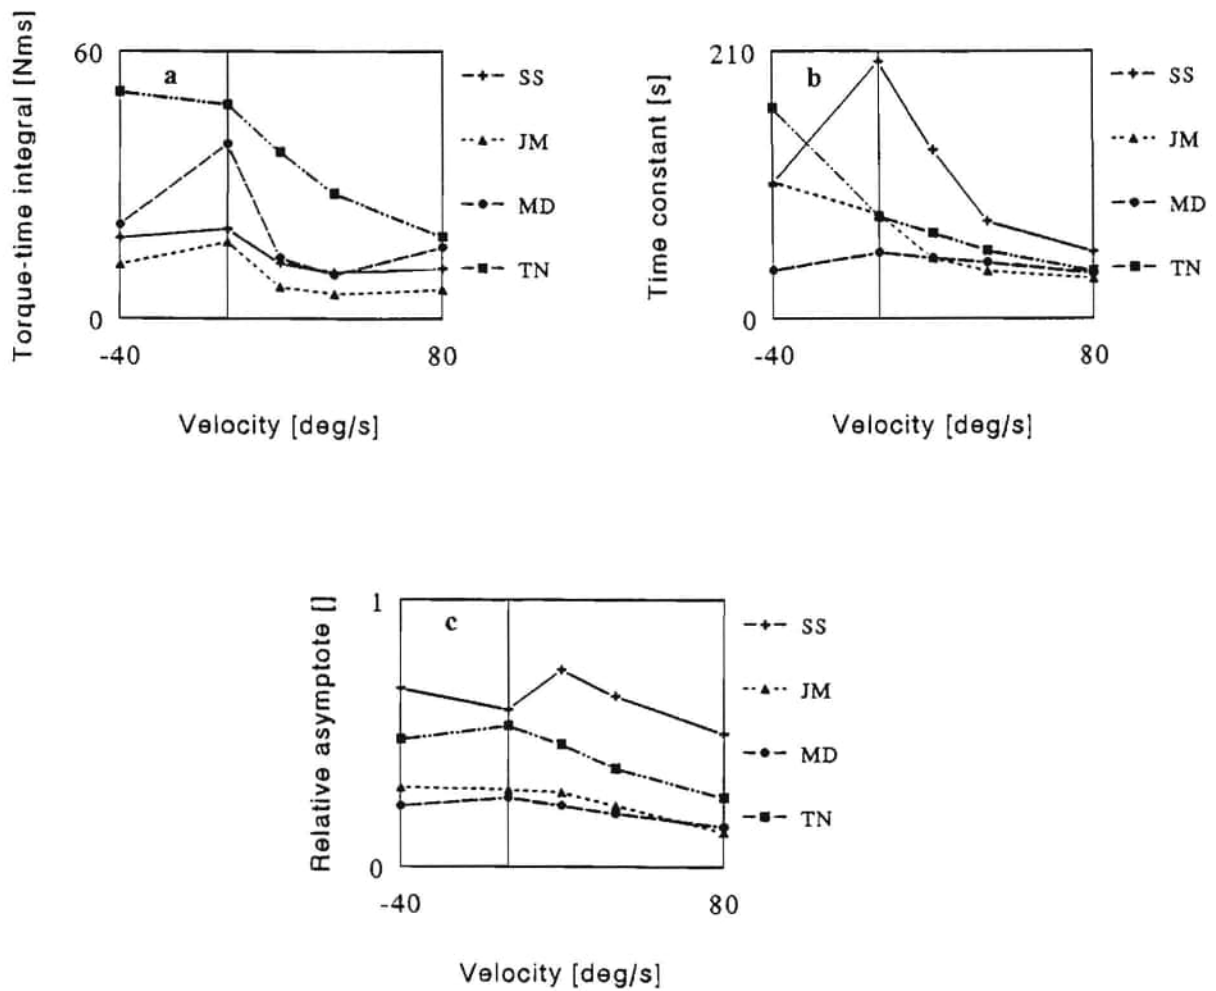 Torque-time integral [Nms]
60
0
a
-40
80
Velocity [deg/s]
SS
JM
MD
TN
Time constant [s]
210
0
b
-40
80
Velocity [deg/s]
SS
JM
MD
TN
Relative asymptote []
1
0
c
-40
80
Velocity [deg/s]
SS
JM
MD
TN